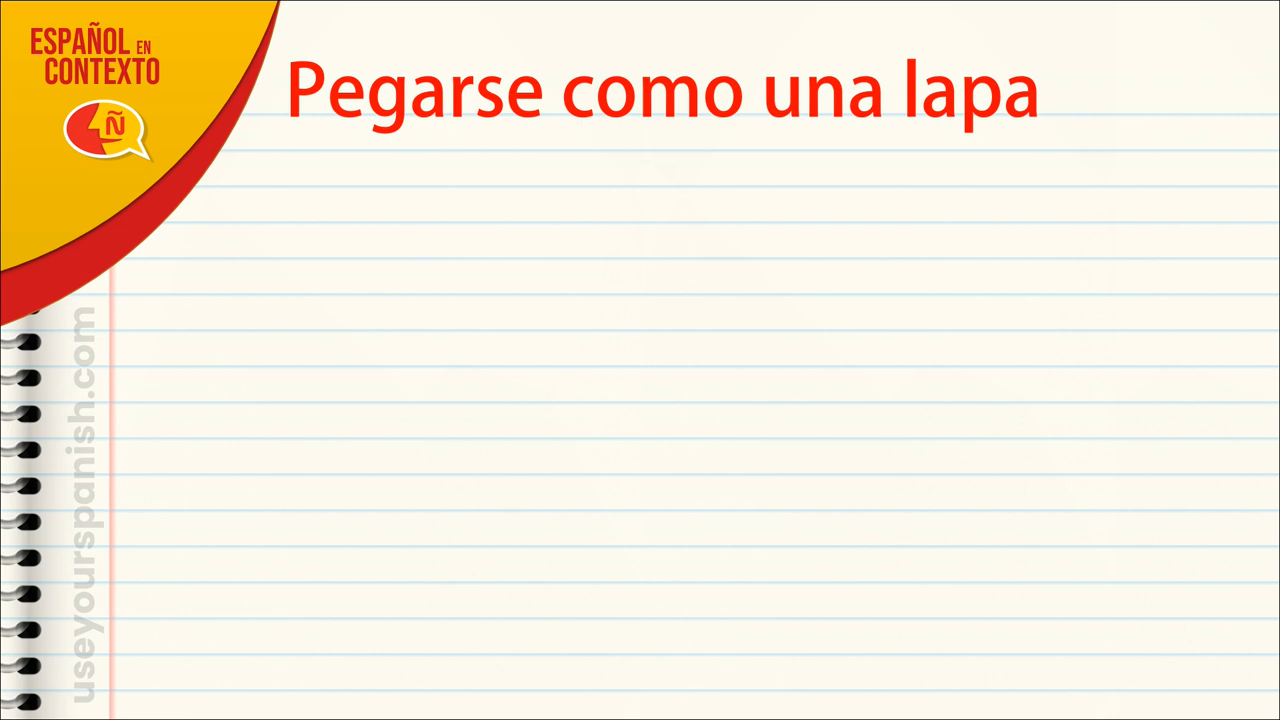 ESPAÑOL EN
CONTEXTO
Ñ
Pegarse como una lapa
useyourspanish.com